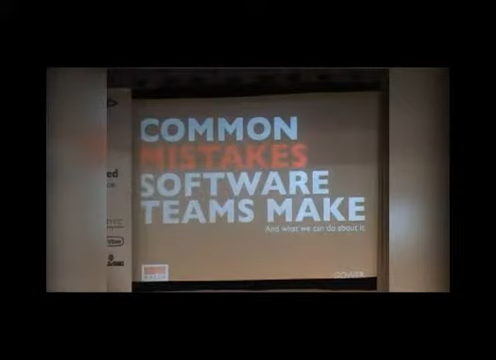 COMMON
MISTAKES
SOFTWARE
TEAMS MAKE
And what we can do about it.